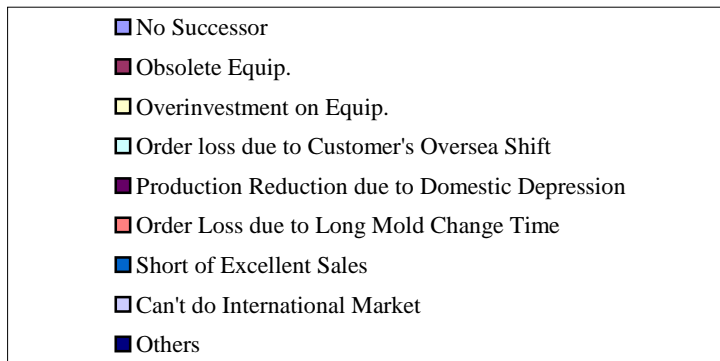 No Successor
Obsolete Equip.
Overinvestment on Equip.
Order loss due to Customer's Oversea Shift
Production Reduction due to Domestic Depression
Order Loss due to Long Mold Change Time
Short of Excellent Sales
Can't do International Market
Others